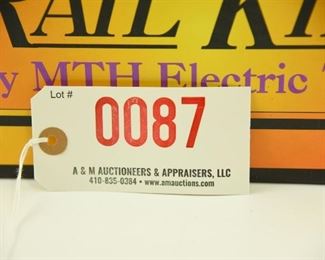 RAIL KI
y MTH Electric T
Lot #
0087
A & M AUCTIONEERS & APPRAISERS, LLC
410-835-0384 • www.amauctions.com